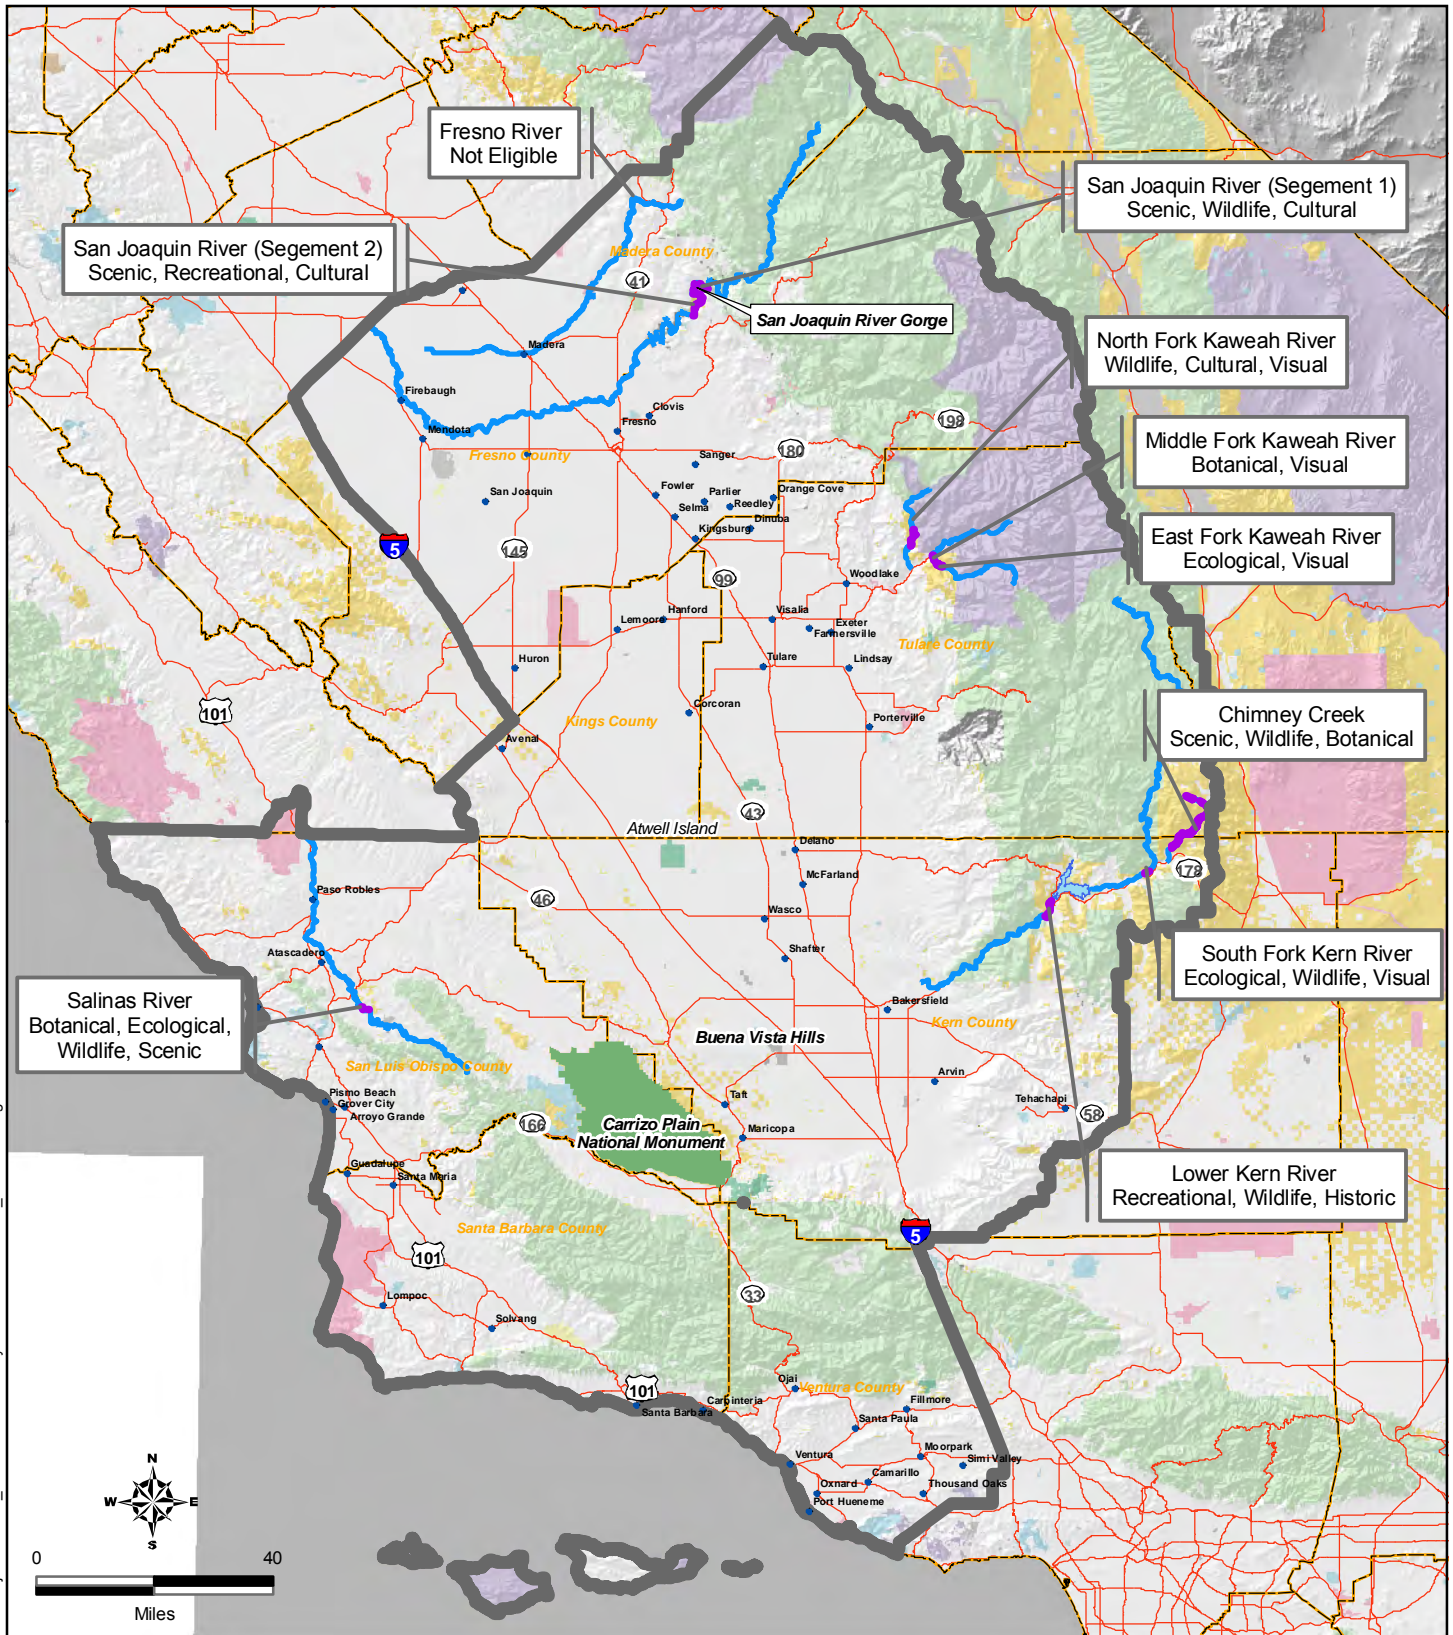 Fresno River
Not Eligible
San Joaquin River (Segement 1)
Scenic, Wildlife, Cultural
San Joaquin River (Segement 2)
Scenic, Recreational, Cultural
Madera County
41
San Joaquin River Gorge
North Fork Kaweah River
Wildlife, Cultural, Visual
Madera
Firebaugh
Clovis
Fresno
198
Mendota
Middle Fork Kaweah River
Botanical, Visual
Fresno County
180
Sanger
San Joaquin
Fowler
Parlier
Orange Cove
Reedley
Selma
Dinuba
Kingsburg
East Fork Kaweah River
Ecological, Visual
5
145
99
Woodlake
Hanford
Lemoore
Visalia
Exeter
Farmersville
Tulare County
Huron
Tulare
Lindsay
101
Corcoran
Kings County
Porterville
Chimney Creek
Scenic, Wildlife, Botanical
Avenal
43
Atwell Island
Delano
178
McFarland
Paso Robles
46
Wasco
Atascadero
Shafter
South Fork Kern River
Ecological, Wildlife, Visual
Salinas River
Botanical, Ecological,
Wildlife, Scenic
Bakersfield
Kern County
Buena Vista Hills
San Luis Obispo County
Arvin
Pismo Beach
Grover City
Arroyo Grande
Taft
Tehachapi
58
166
Carrizo Plain
National Monument
Maricopa
Guadalupe
Santa Maria
Lower Kern River
Recreational, Wildlife, Historic
Santa Barbara County
5
101
33
Lompoc
Solvang
Ojai
Ventura County
101
Carpinteria
Santa Barbara
Fillmore
Santa Paula
Moorpark
Simi Valley
Ventura
Camarillo
Oxnard
Thousand Oaks
Port Hueneme
N
W
E
S
0
40
Miles